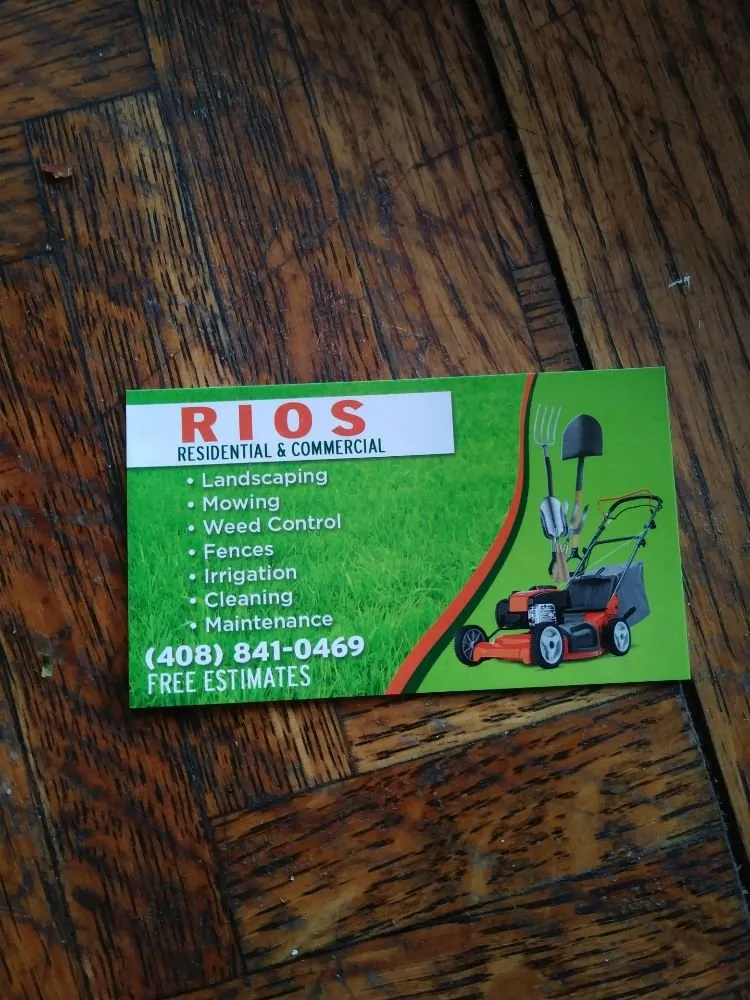 RIOS
RESIDENTIAL & COMMERCIAL
• Landscaping
• Mowing
• Weed Control
• Fences
• Irrigation
• Cleaning
• Maintenance
(408) 841-0469
FREE ESTIMATES